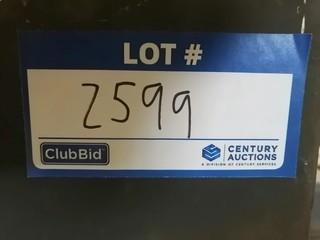 LOT #
2599
ClubBid
CENTURY
AUCTIONS
A DIVISION OF CENTURY SERVICES